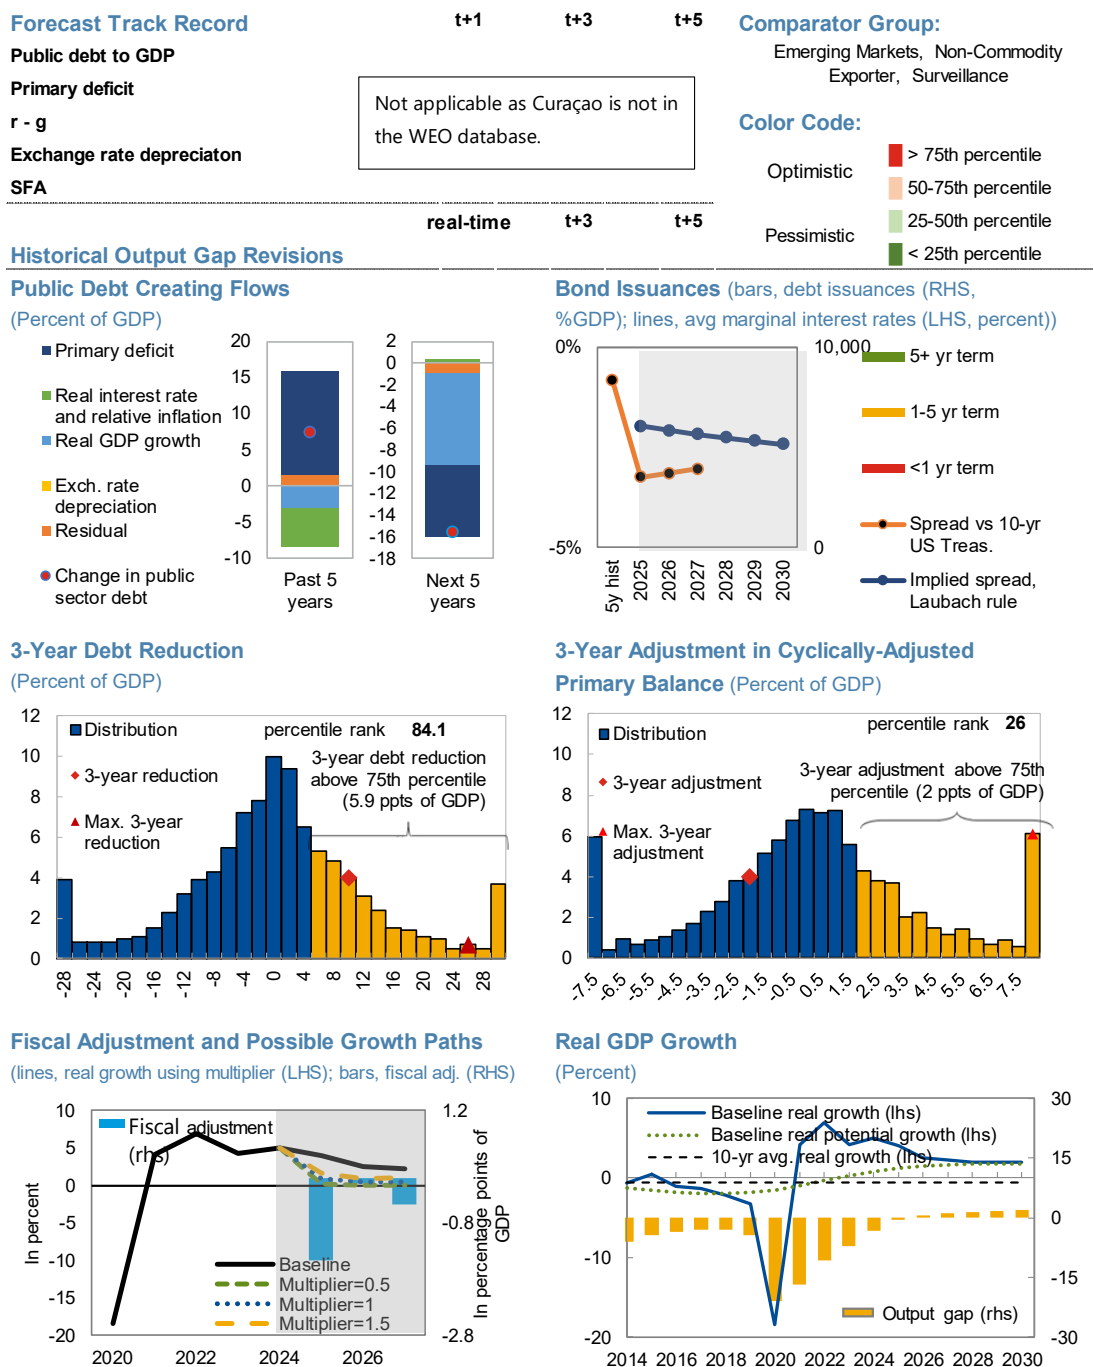 Forecast Track Record t+1 t+3 t+5
Public debt to GDP
Primary deficit
r - g
Exchange rate depreciaton
SFA
Not applicable as Curaçao is not in
the WEO database.
real-time t+3 t+5
Historical Output Gap Revisions
Comparator Group:
Emerging Markets, Non-Commodity
Exporter, Surveillance
Color Code:
Optimistic
> 75th percentile
50-75th percentile
Pessimistic
25-50th percentile
< 25th percentile
Public Debt Creating Flows
(Percent of GDP)
Primary deficit
Real interest rate
and relative inflation
Real GDP growth
Exch. rate
depreciation
Residual
Change in public
sector debt
20
15
10
5
0
-5
-10
Past 5
years
2
0
-2
-4
-6
-8
-10
-12
-14
-16
-18
Next 5
years
Bond Issuances (bars, debt issuances (RHS,
%GDP); lines, avg marginal interest rates (LHS, percent))
0%
-5%
10,000
0
5y hist
2025
2026
2027
2028
2029
2030
5+ yr term
1-5 yr term
<1 yr term
Spread vs 10-yr
US Treas.
Implied spread,
Laubach rule
3-Year Debt Reduction
(Percent of GDP)
12
10
8
6
4
2
0
Distribution
3-year reduction
Max. 3-year
reduction
percentile rank 84.1
3-year debt reduction
above 75th percentile
(5.9 ppts of GDP)
-28 -24 -20 -16 -12 -8 -4 0 4 8 12 16 20 24 28
3-Year Adjustment in Cyclically-Adjusted
Primary Balance (Percent of GDP)
12
10
8
6
4
2
0
Distribution
3-year adjustment
Max. 3-year
adjustment
percentile rank 26
3-year adjustment above 75th
percentile (2 ppts of GDP)
-7.5 -6.5 -5.5 -4.5 -3.5 -2.5 -1.5 -0.5 0.5 1.5 2.5 3.5 4.5 5.5 6.5 7.5
Fiscal Adjustment and Possible Growth Paths
(lines, real growth using multiplier (LHS); bars, fiscal adj. (RHS)
In percent
10
5
0
-5
-10
-15
-20
Fiscal adjustment
(rhs)
Baseline
Multiplier=0.5
Multiplier=1
Multiplier=1.5
1.2
-0.8
-2.8
In percentage points of
GDP
2020 2022 2024 2026
Real GDP Growth
(Percent)
10
0
-10
-20
Baseline real growth (lhs)
Baseline real potential growth (lhs)
10-yr avg. real growth (lhs)
Output gap (rhs)
30
15
0
-15
-30
2014 2016 2018 2020 2022 2024 2026 2028 2030